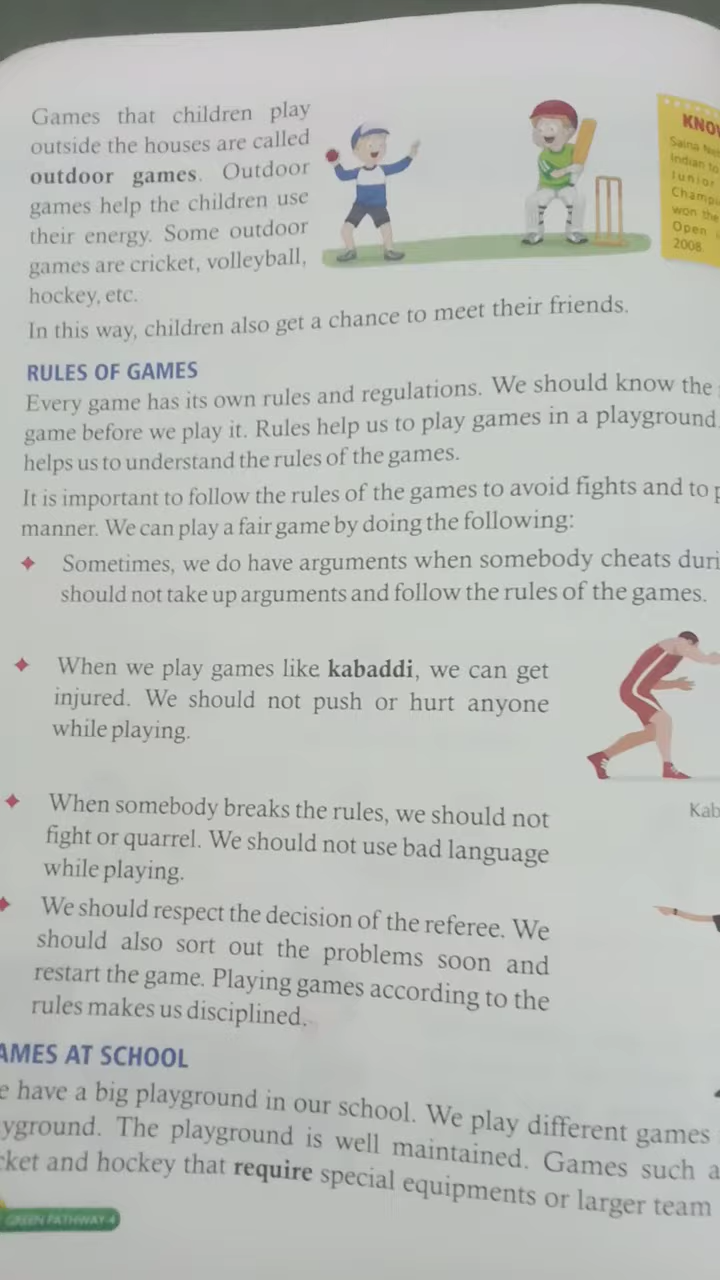 Games that children play
outside the houses are called
outdoor games. Outdoor
games help the children use
their energy. Some outdoor
games are cricket, volleyball,
hockey, etc.
In this way, children also get a chance to meet their friends.
KNO
Saina
Indian to
Junior
Champi
won the
Open
2008.
RULES OF GAMES
Every game has its own rules and regulations. We should know the
game before we play it. Rules help us to play games in a playground.
helps us to understand the rules of the games.
It is important to follow the rules of the games to avoid fights and to p
manner. We can play a fair game by doing the following:
Sometimes, we do have arguments when somebody cheats duri
should not take up arguments and follow the rules of the games.
When we play games like kabaddi, we can get
injured. We should not push or hurt anyone
while playing.
Kab
When somebody breaks the rules, we should not
fight or quarrel. We should not use bad language
while playing.
We should respect the decision of the referee. We
should also sort out the problems soon and
restart the game. Playing games according to the
rules makes us disciplined.
AMES AT SCHOOL
e have a big playground in our school. We play different games
yground. The playground is well maintained. Games such a
cket and hockey that require special equipments or larger team
GREEN PATHWAY-4